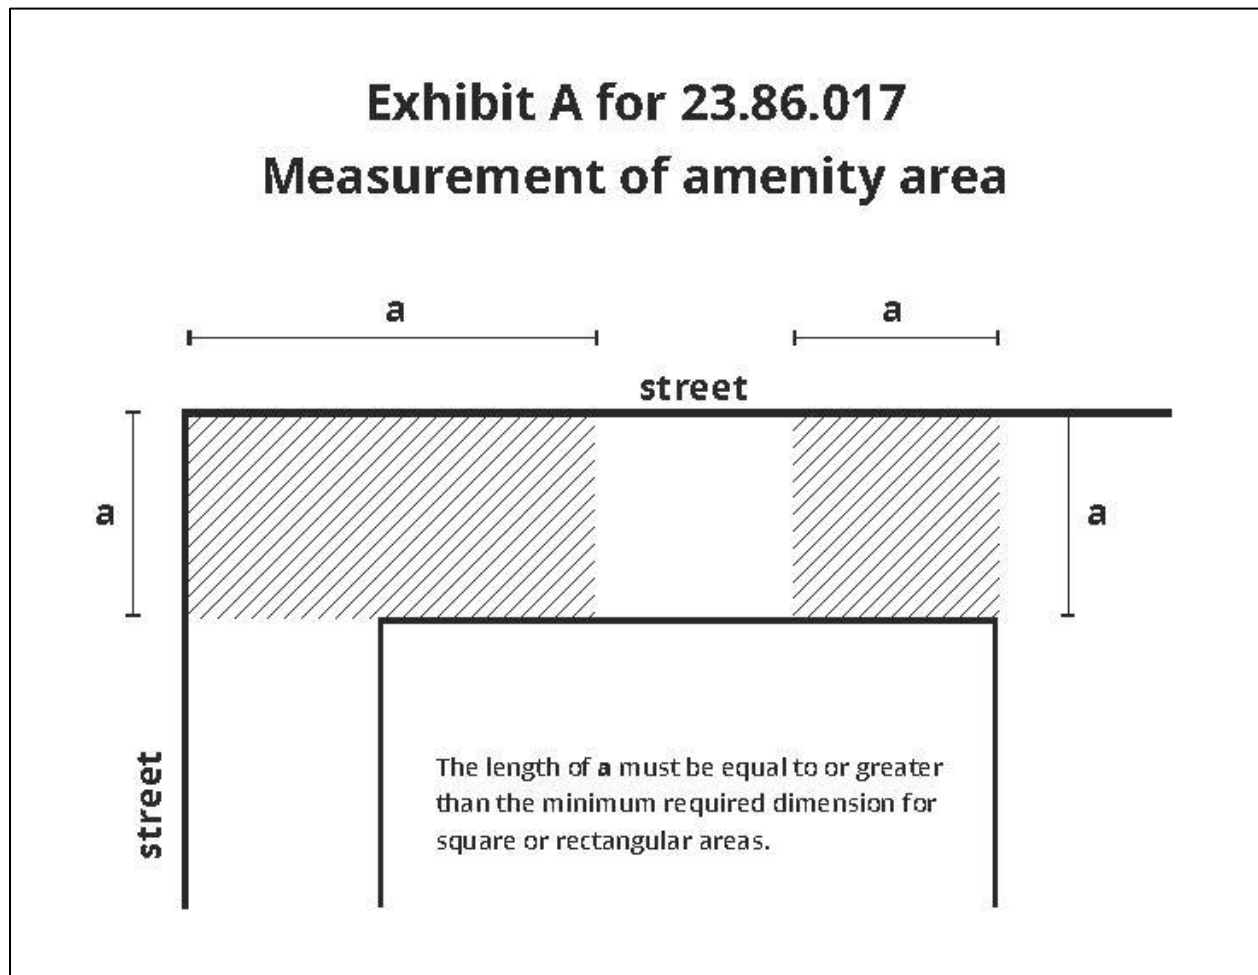 Exhibit A for 23.86.017
Measurement of amenity area
a
a
street
a
a
street
The length of a must be equal to or greater
than the minimum required dimension for
square or rectangular areas.